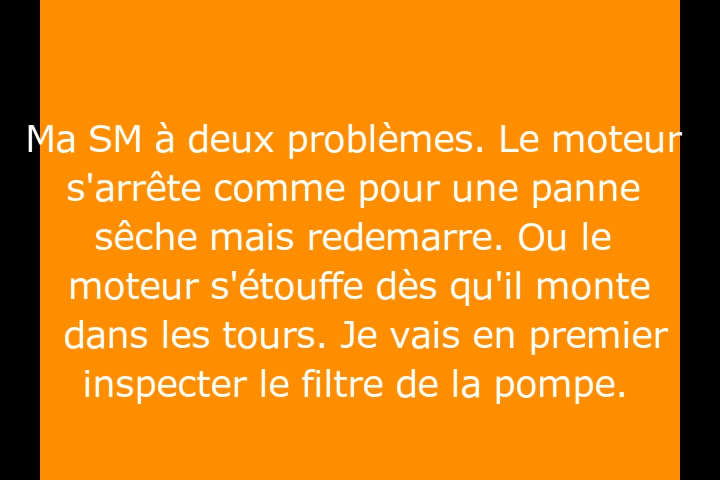 Ma SM à deux problèmes. Le moteur
s'arrête comme pour une panne
sêche mais redemarre. Ou le
moteur s'étouffe dès qu'il monte
dans les tours. Je vais en premier
inspecter le filtre de la pompe.